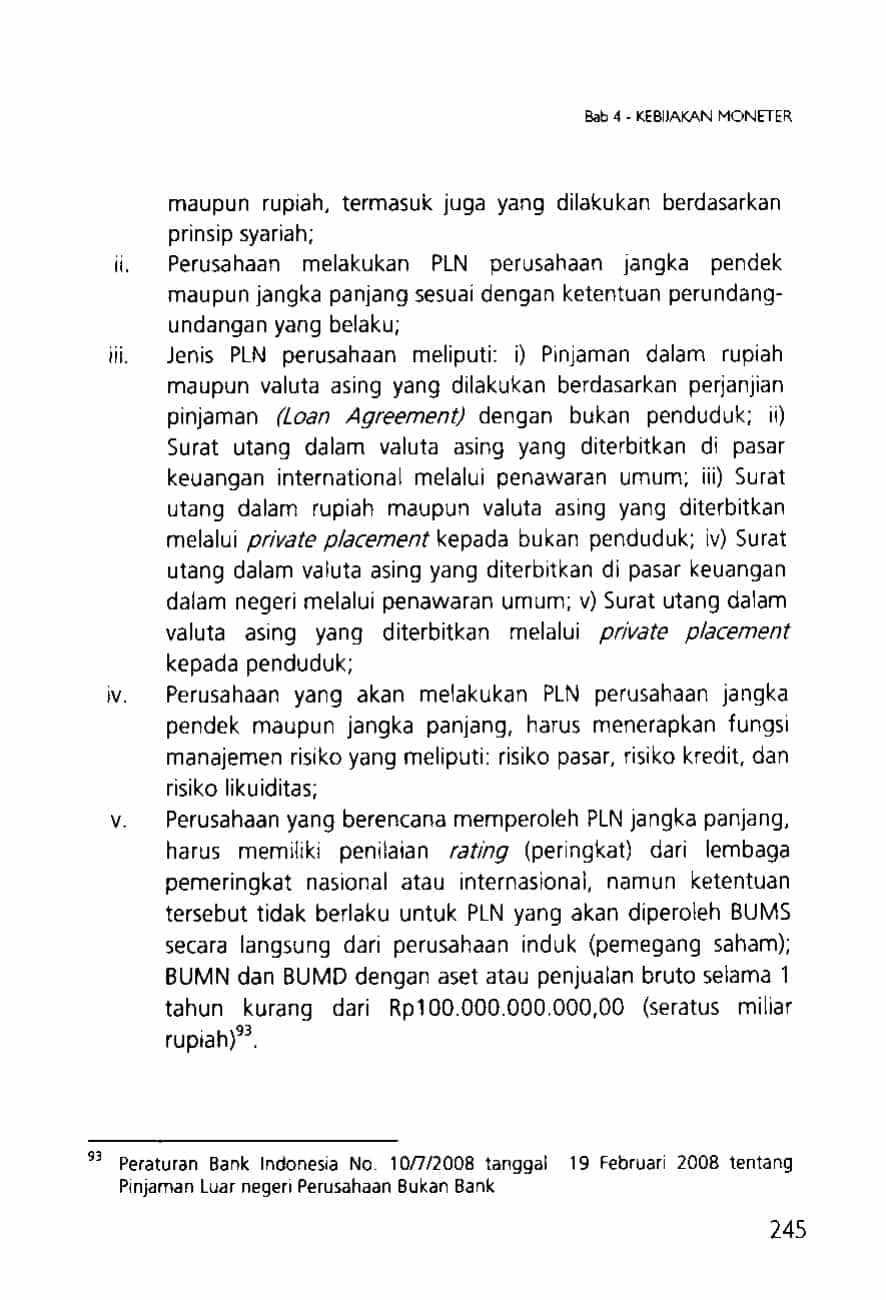 Bab 4 - KEBIJAKAN MONETER
maupun rupiah, termasuk juga yang dilakukan berdasarkan
prinsip syariah;
ii. Perusahaan melakukan PLN perusahaan jangka pendek
maupun jangka panjang sesuai dengan ketentuan perundang-
undangan yang belaku;
iii. Jenis PLN perusahaan meliputi: i) Pinjaman dalam rupiah
maupun valuta asing yang dilakukan berdasarkan perjanjian
pinjaman (Loan Agreement) dengan bukan penduduk; ii)
Surat utang dalam valuta asing yang diterbitkan di pasar
keuangan international melalui penawaran umum; iii) Surat
utang dalam rupiah maupun valuta asing yang diterbitkan
melalui private placement kepada bukan penduduk; iv) Surat
utang dalam valuta asing yang diterbitkan di pasar keuangan
dalam negeri melalui penawaran umum; v) Surat utang dalam
valuta asing yang diterbitkan melalui private placement
kepada penduduk;
iv. Perusahaan yang akan melakukan PLN perusahaan jangka
pendek maupun jangka panjang, harus menerapkan fungsi
manajemen risiko yang meliputi: risiko pasar, risiko kredit, dan
risiko likuiditas;
v. Perusahaan yang berencana memperoleh PLN jangka panjang,
harus memiliki penilaian rating (peringkat) dari lembaga
pemeringkat nasional atau internasional, namun ketentuan
tersebut tidak berlaku untuk PLN yang akan diperoleh BUMS
secara langsung dari perusahaan induk (pemegang saham);
BUMN dan BUMD dengan aset atau penjualan bruto selama 1
tahun kurang dari Rp100.000.000.000,00 (seratus miliar
rupiah)93.
93 Peraturan Bank Indonesia No. 10/7/2008 tanggal 19 Februari 2008 tentang
Pinjaman Luar negeri Perusahaan Bukan Bank
245